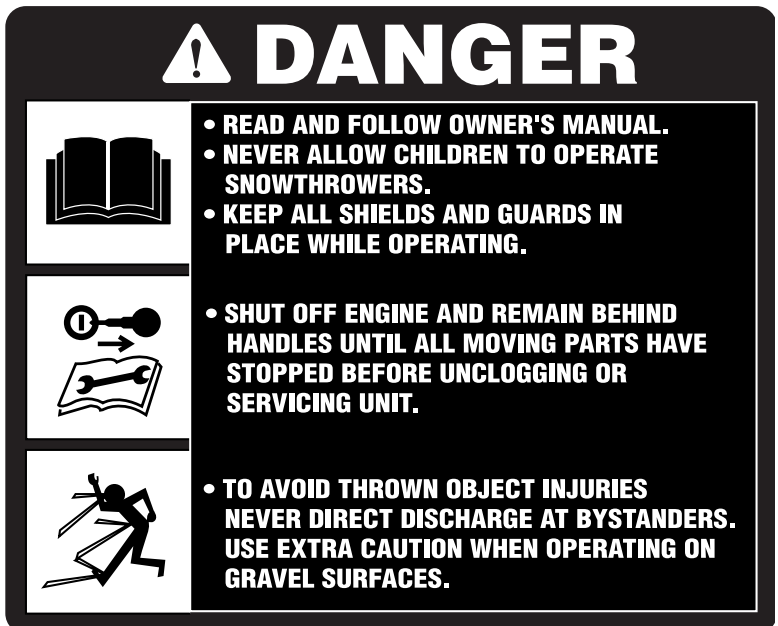 DANGER
• READ AND FOLLOW OWNER'S MANUAL.
• NEVER ALLOW CHILDREN TO OPERATE
SNOWTHROWERS.
• KEEP ALL SHIELDS AND GUARDS IN
PLACE WHILE OPERATING.
• SHUT OFF ENGINE AND REMAIN BEHIND
HANDLES UNTIL ALL MOVING PARTS HAVE
STOPPED BEFORE UNCLOGGING OR
SERVICING UNIT.
• TO AVOID THROWN OBJECT INJURIES
NEVER DIRECT DISCHARGE AT BYSTANDERS.
USE EXTRA CAUTION WHEN OPERATING ON
GRAVEL SURFACES.